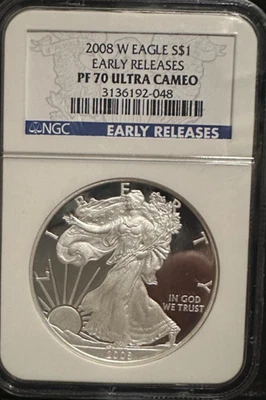 2008 W EAGLE S$1
EARLY RELEASES
PF 70 ULTRA CAMEO
3136192-048
NGC EARLY RELEASES
LIBERTY
IN GOD
WE TRUST
2008